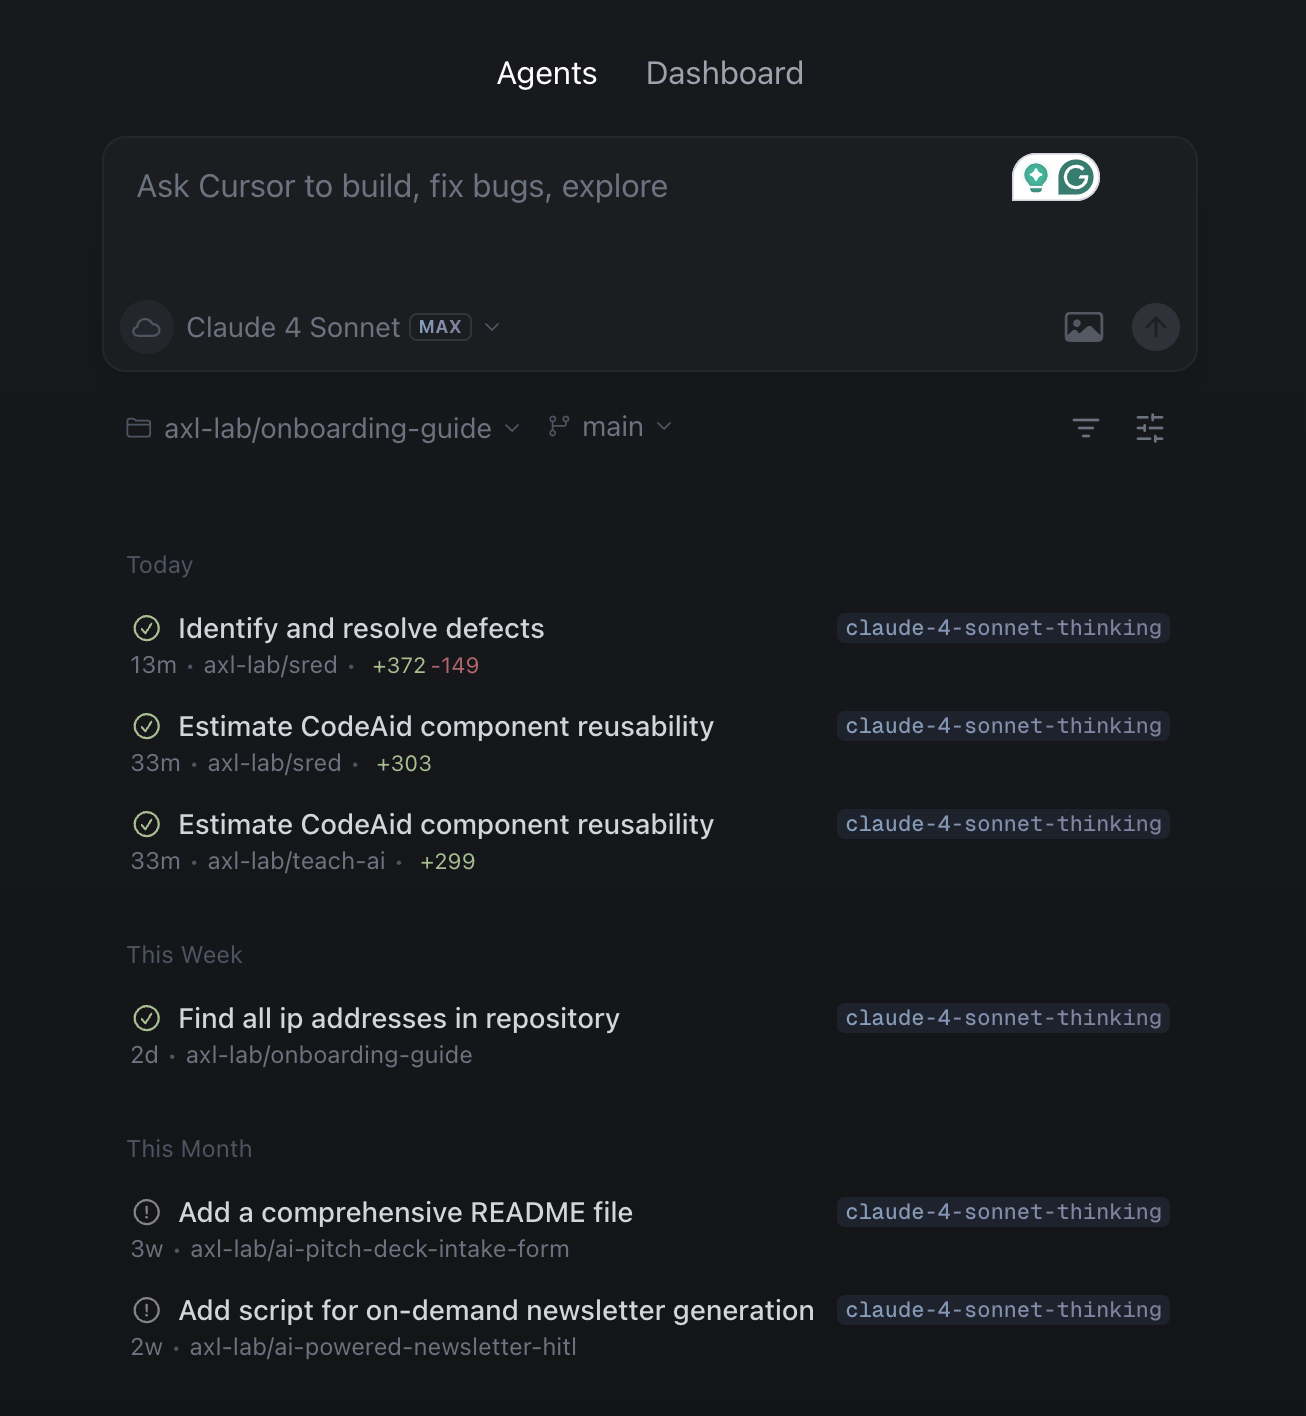 Agents Dashboard
Ask Cursor to build, fix bugs, explore
Claude 4 Sonnet MAX
axl-lab/onboarding-guide main
Today
Identify and resolve defects claude-4-sonnet-thinking
13m • axl-lab/sred • +372 -149
Estimate CodeAid component reusability claude-4-sonnet-thinking
33m • axl-lab/sred • +303
Estimate CodeAid component reusability claude-4-sonnet-thinking
33m • axl-lab/teach-ai • +299
This Week
Find all ip addresses in repository claude-4-sonnet-thinking
2d • axl-lab/onboarding-guide
This Month
Add a comprehensive README file claude-4-sonnet-thinking
3w • axl-lab/ai-pitch-deck-intake-form
Add script for on-demand newsletter generation claude-4-sonnet-thinking
2w • axl-lab/ai-powered-newsletter-hitl